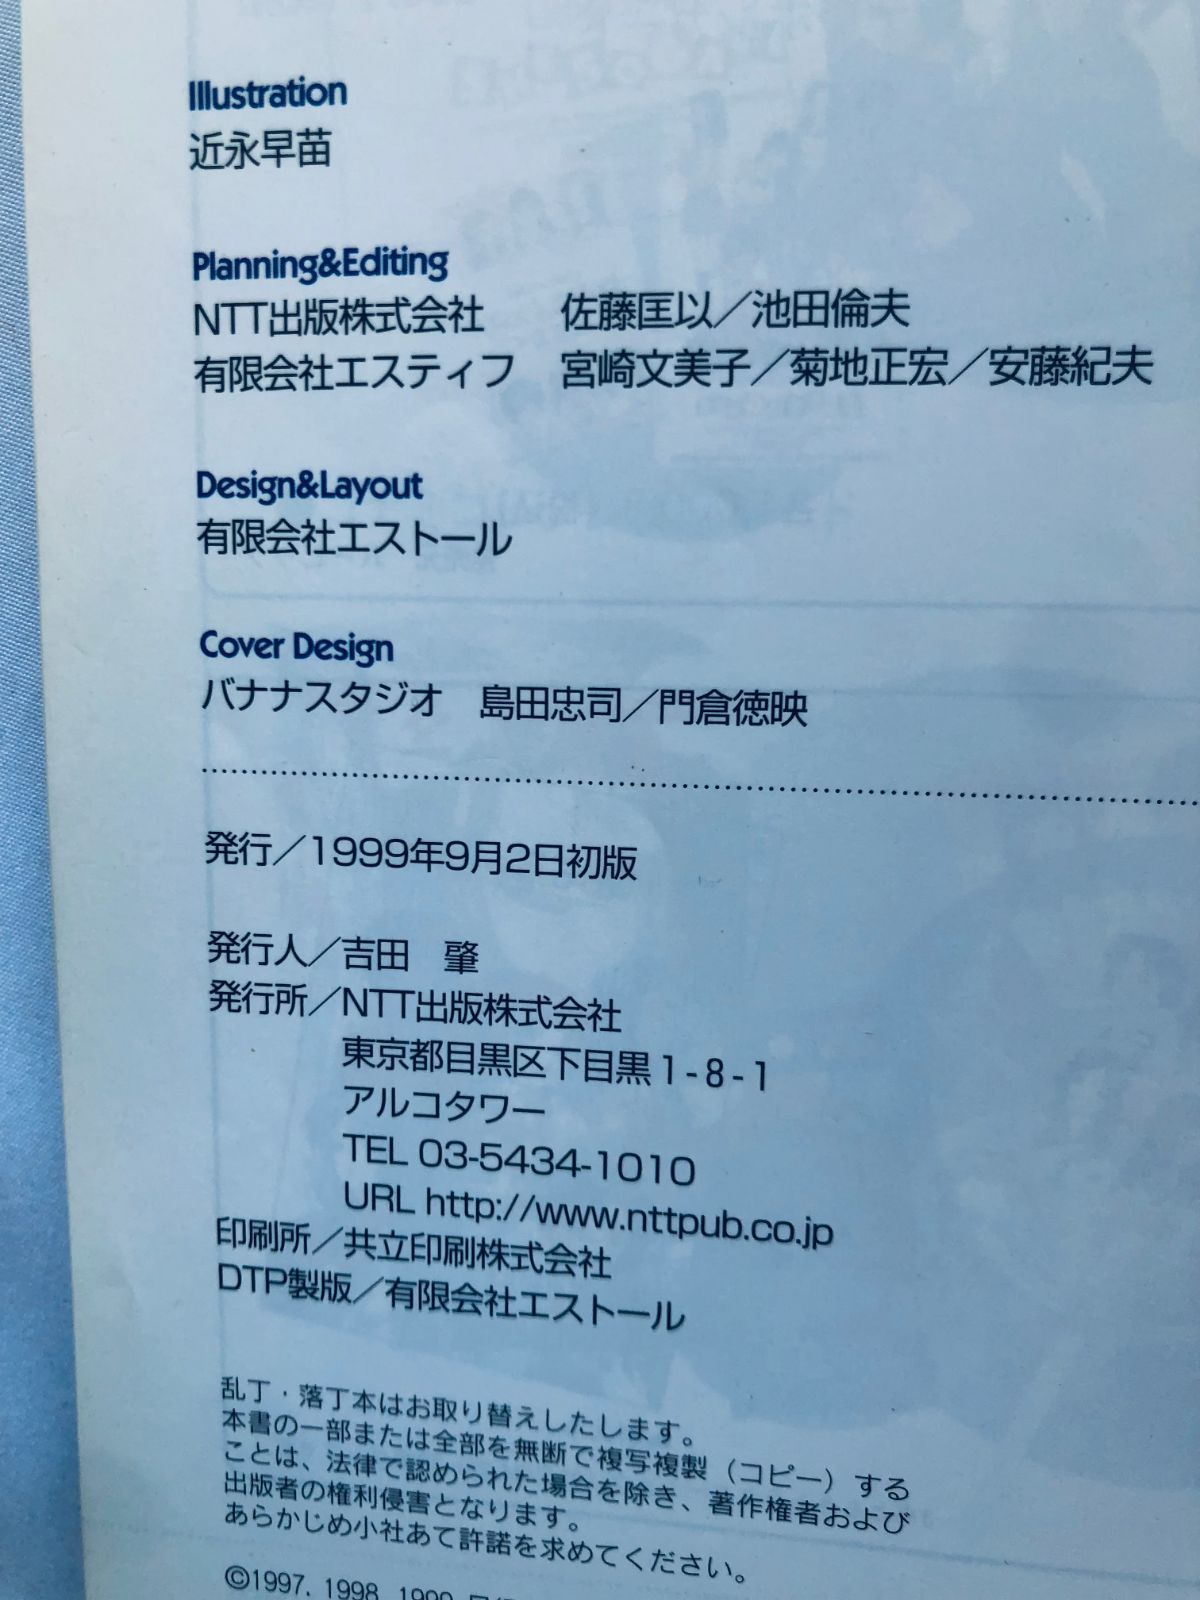 Illustration
近永早苗
Planning&Editing
NTT出版株式会社　佐藤匡以／池田倫夫
有限会社エスティフ　宮崎文美子／菊地正宏／安藤紀夫
Design&Layout
有限会社エストール
Cover Design
バナナスタジオ　島田忠司／門倉徳映
発行／1999年9月2日初版
発行人／吉田　肇
発行所／NTT出版株式会社
東京都目黒区下目黒1-8-1
アルコタワー
TEL 03-5434-1010
URL http://www.nttpub.co.jp
印刷所／共立印刷株式会社
DTP製版／有限会社エストール
乱丁・落丁本はお取り替えしたします。
本書の一部または全部を無断で複写複製（コピー）する
ことは、法律で認められた場合を除き、著作権者および
出版者の権利侵害となります。
あらかじめ小社あて許諾を求めてください。
©1997, 1998, 1999